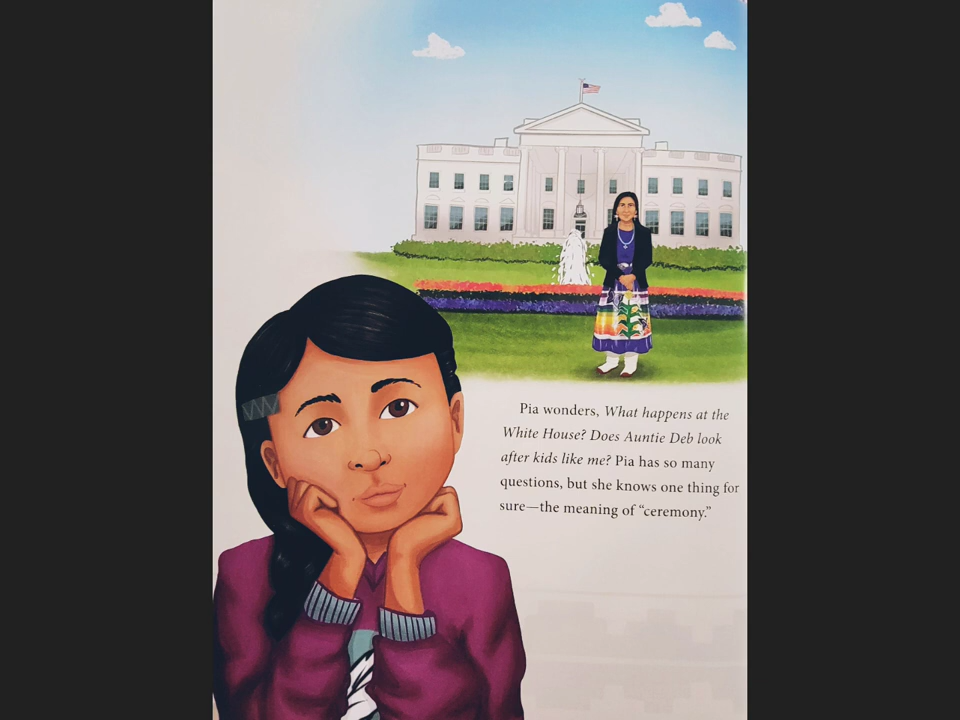 Pia wonders, What happens at the
White House? Does Auntie Deb look
after kids like me? Pia has so many
questions, but she knows one thing for
sure—the meaning of “ceremony.”